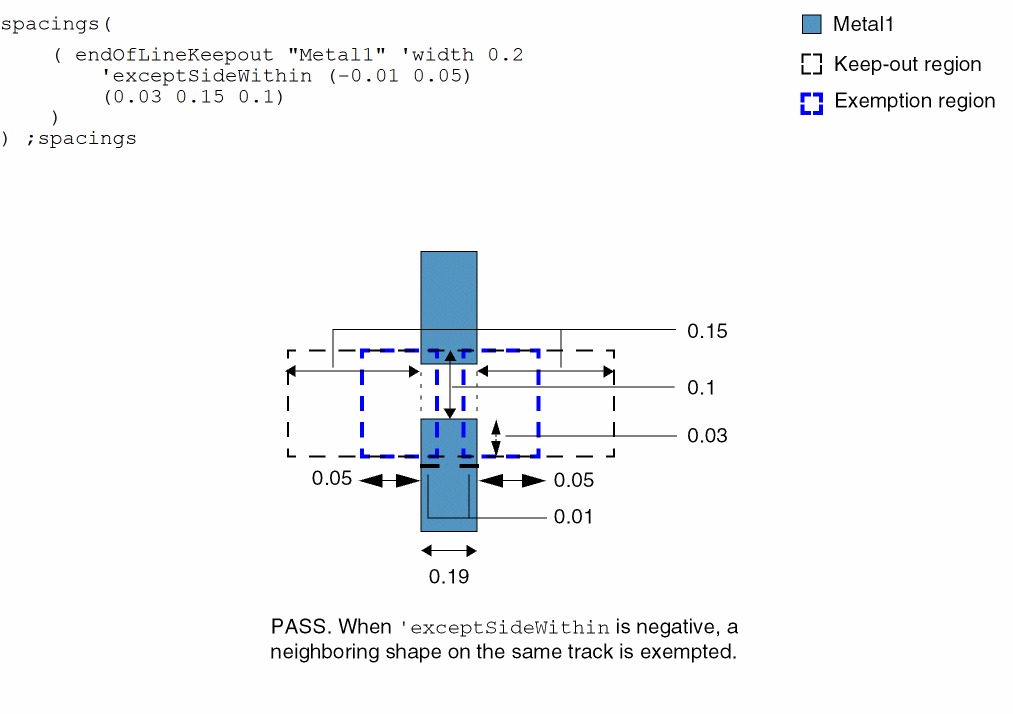 spacings(
( endOfLineKeepout "Metal1" 'width 0.2
'exceptSideWithin (-0.01 0.05)
(0.03 0.15 0.1)
)
) ;spacings
Metal1
Keep-out region
Exemption region
0.15
0.1
0.03
0.05
0.05
0.01
0.19
PASS. When 'exceptSideWithin is negative, a
neighboring shape on the same track is exempted.